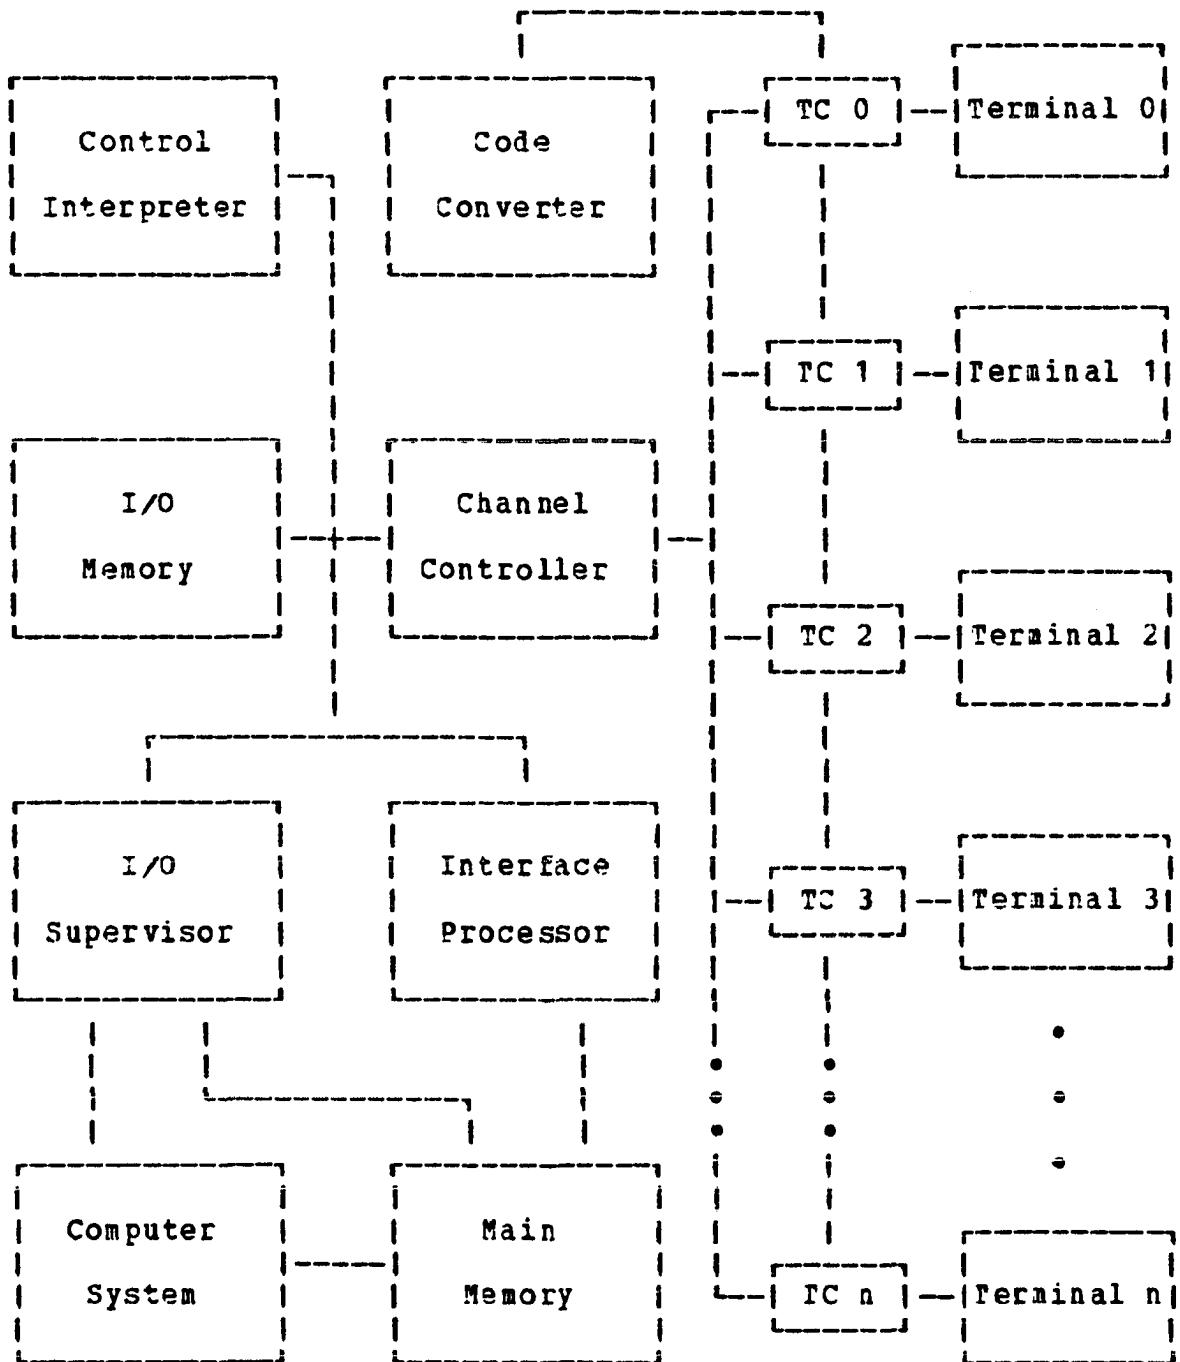 Control
Interpreter
Code
Converter
TC 0
Terminal 0
TC 1
Terminal 1
I/O
Memory
Channel
Controller
TC 2
Terminal 2
I/O
Supervisor
Interface
Processor
TC 3
Terminal 3
Computer
System
Main
Memory
TC n
Terminal n